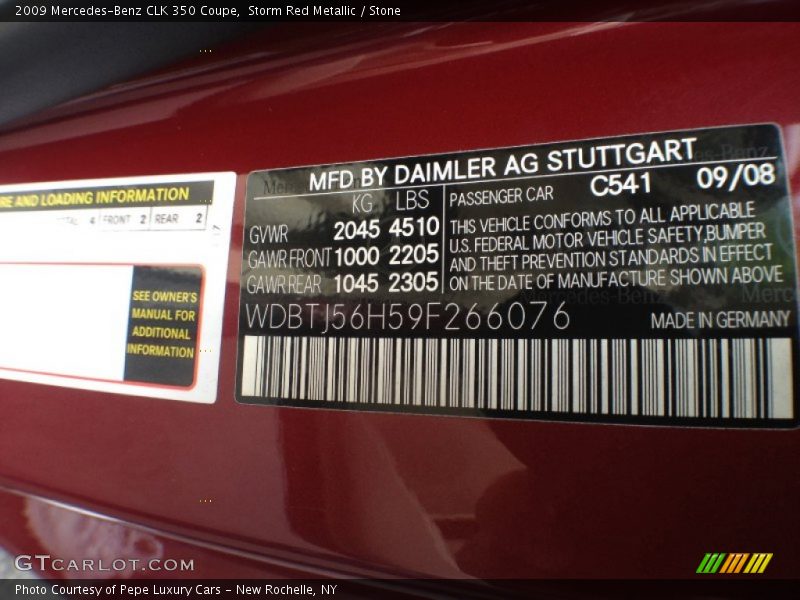 2009 Mercedes-Benz CLK 350 Coupe, Storm Red Metallic / Stone
RE AND LOADING INFORMATION
TOTAL 4 FRONT 2 REAR 2
SEE OWNER'S
MANUAL FOR
ADDITIONAL
INFORMATION
MFD BY DAIMLER AG STUTTGART
KG LBS
GVWR 2045 4510
GAWR FRONT 1000 2205
GAWR REAR 1045 2305
PASSENGER CAR C541 09/08
THIS VEHICLE CONFORMS TO ALL APPLICABLE
U.S. FEDERAL MOTOR VEHICLE SAFETY, BUMPER
AND THEFT PREVENTION STANDARDS IN EFFECT
ON THE DATE OF MANUFACTURE SHOWN ABOVE
WDBTJ56H59F266076 MADE IN GERMANY
GTCARLOT.COM
Photo Courtesy of Pepe Luxury Cars - New Rochelle, NY